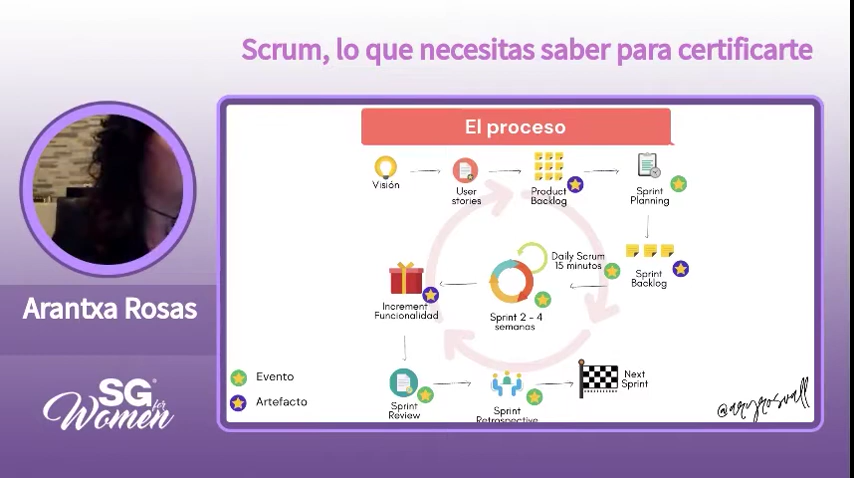 Scrum, lo que necesitas saber para certificarte
El proceso
Visión
User
stories
Product
Backlog
Sprint
Planning
Daily Scrum
15 minutos
Sprint
Backlog
Increment
Funcionalidad
Sprint 2 - 4
semanas
Sprint
Review
Sprint
Retrospective
Next
Sprint
Evento
Artefacto
Arantxa Rosas
SG
for
Women